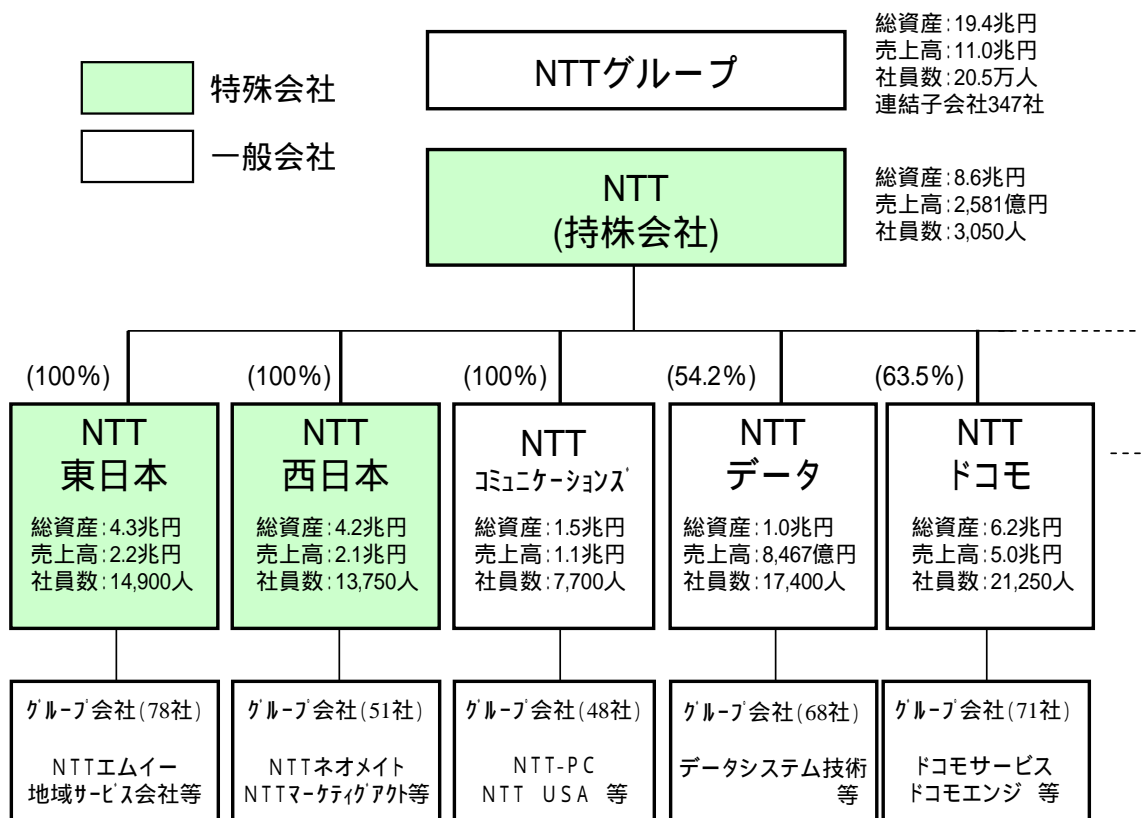 特殊会社
一般会社
NTTグループ
総資産:19.4兆円
売上高:11.0兆円
社員数:20.5万人
連結子会社347社
NTT
(持株会社)
総資産:8.6兆円
売上高:2,581億円
社員数:3,050人
(100%)
(100%)
(100%)
(54.2%)
(63.5%)
NTT
東日本
総資産:4.3兆円
売上高:2.2兆円
社員数:14,900人
NTT
西日本
総資産:4.2兆円
売上高:2.1兆円
社員数:13,750人
NTT
コミュニケーションズ
総資産:1.5兆円
売上高:1.1兆円
社員数:7,700人
NTT
データ
総資産:1.0兆円
売上高:8,467億円
社員数:17,400人
NTT
ドコモ
総資産:6.2兆円
売上高:5.0兆円
社員数:21,250人
グループ会社(78社)
NTTエムイー
地域サービス会社等
グループ会社(51社)
NTTネオメイト
NTTマーケティグアクト等
グループ会社(48社)
NTT-PC
NTT USA 等
グループ会社(68社)
データシステム技術
等
グループ会社(71社)
ドコモサービス
ドコモエンジ 等